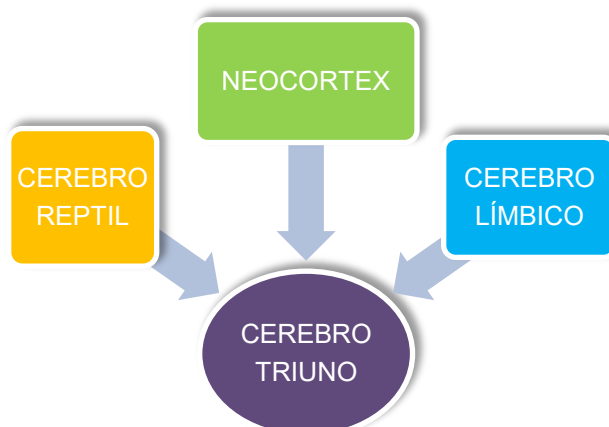 NEOCORTEX
CEREBRO
REPTIL
CEREBRO
LÍMBICO
CEREBRO
TRIUNO